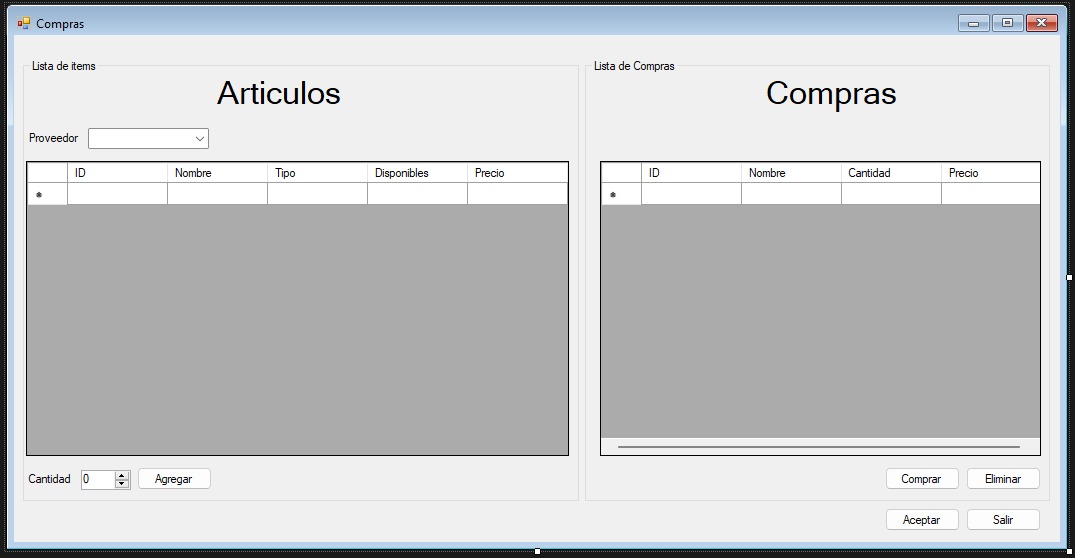 Compras
Lista de items
Articulos
Proveedor
ID Nombre Tipo Disponibles Precio
*
Cantidad 0 Agregar
Lista de Compras
Compras
ID Nombre Cantidad Precio
*
Comprar Eliminar
Aceptar Salir